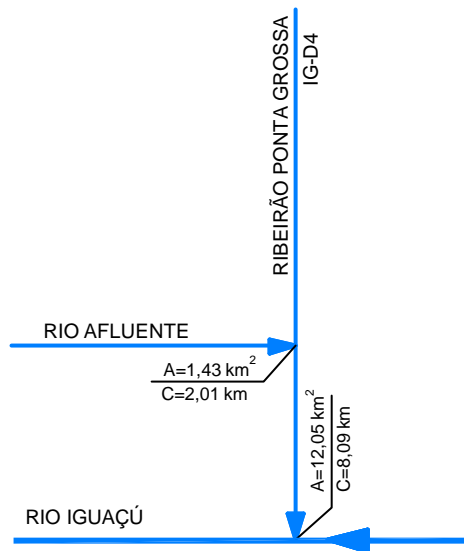 RIBEIRÃO PONTA GROSSA
IG-D4
RIO AFLUENTE
A=1,43 km²
C=2,01 km
A=12,05 km²
C=8,09 km
RIO IGUAÇÚ